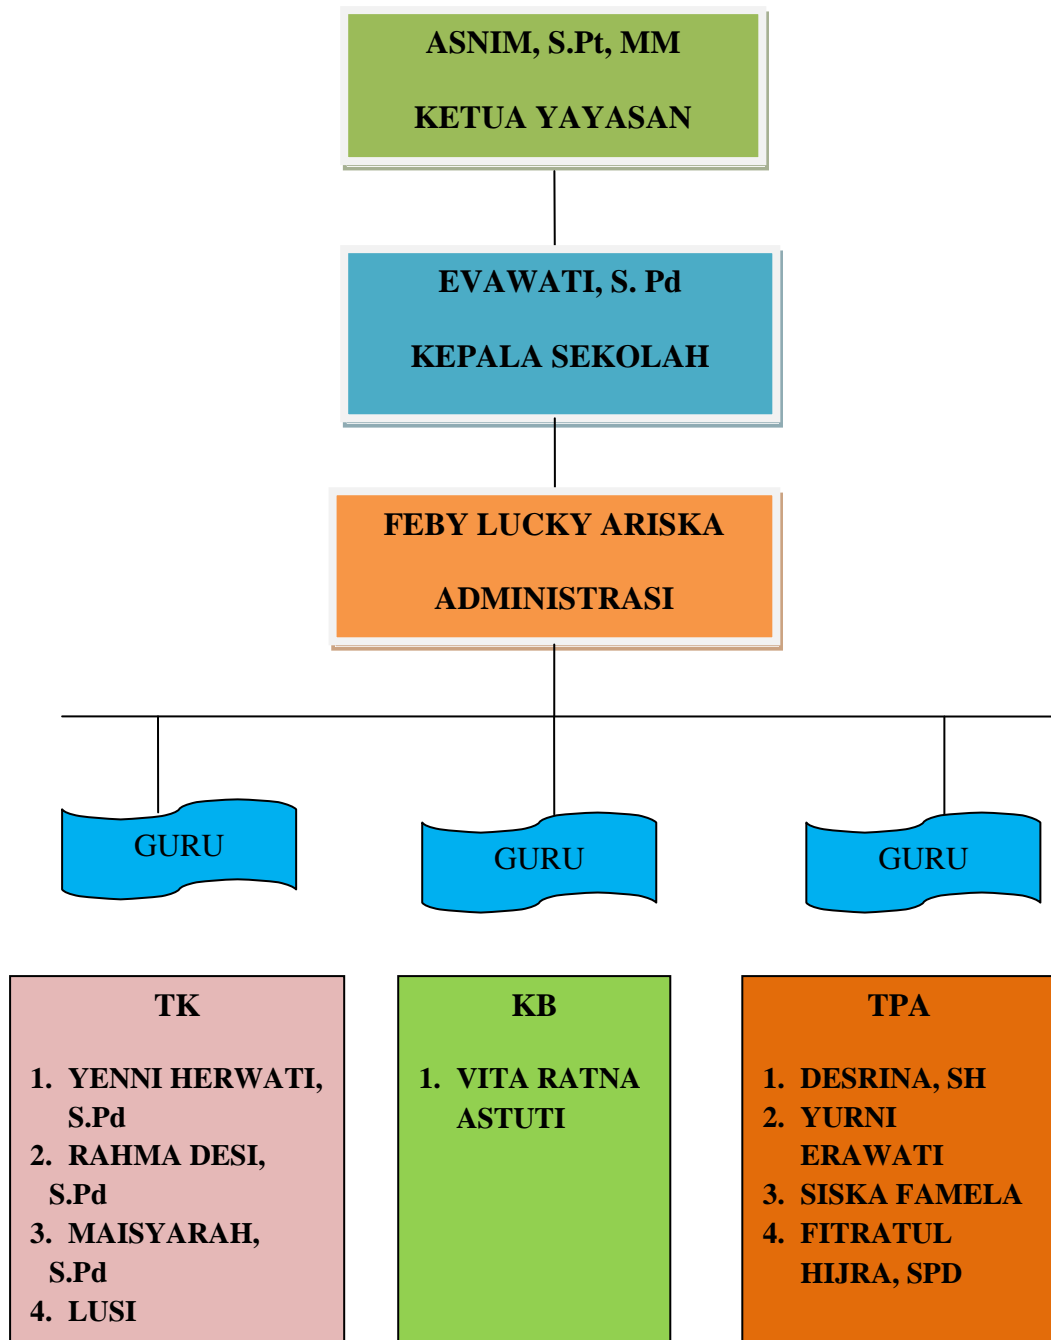 ASNIM, S.Pt, MM
KETUA YAYASAN
EVAWATI, S. Pd
KEPALA SEKOLAH
FEBY LUCKY ARISKA
ADMINISTRASI
GURU
GURU
GURU
TK
1. YENNI HERWATI,
S.Pd
2. RAHMA DESI,
S.Pd
3. MAISYARAH,
S.Pd
4. LUSI
KB
1. VITA RATNA
ASTUTI
TPA
1. DESRINA, SH
2. YURNI
ERAWATI
3. SISKA FAMELA
4. FITRATUL
HIJRA, SPD